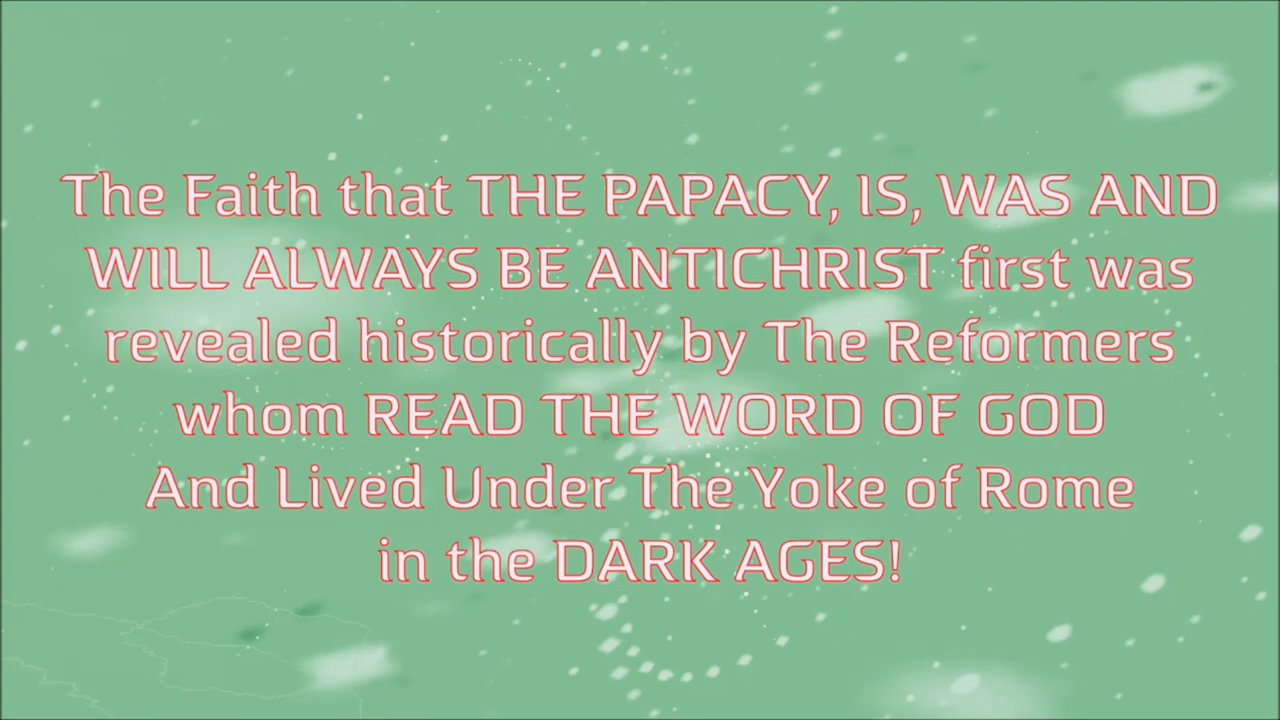 The Faith that THE PAPACY, IS, WAS AND
WILL ALWAYS BE ANTICHRIST first was
revealed historically by The Reformers
whom READ THE WORD OF GOD
And Lived Under The Yoke of Rome
in the DARK AGES!